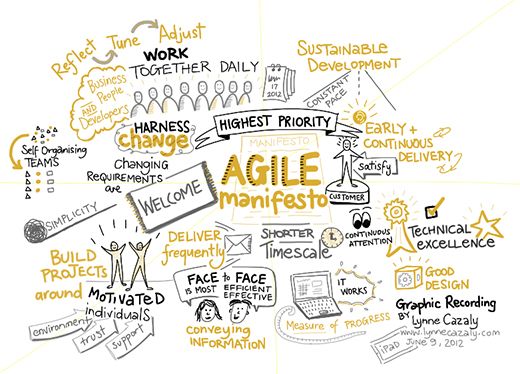 Reflect
Tune
Adjust
WORK
TOGETHER DAILY
Business
People
AND
Developers
17
2012
SUSTAINABLE
Development
CONSTANT
PACE
HIGHEST PRIORITY
HARNESS
change
CHANGING
REQUIREMENTS
are
WELCOME
Self Organising
TEAMS
MANIFESTO
AGILE
manifesto
EARLY +
CONTINUOUS
DELIVERY
Satisfy
CUSTOMER
SIMPLICITY
CONTINUOUS
ATTENTION
TECHNICAL
excellence
DELIVER
frequently
SHORTER
Timescale
BUILD
PROJECTS
around
MOTIVATED
individuals
environment
trust
support
FACE to FACE
is MOST EFFICIENT
EFFECTIVE
conveying
INFORMATION
IT
WORKS
Measure of PROGRESS
GOOD
DESIGN
Graphic Recording
BY Lynne Cazaly
www.lynnecazaly.com
iPad
JUNE 9, 2012